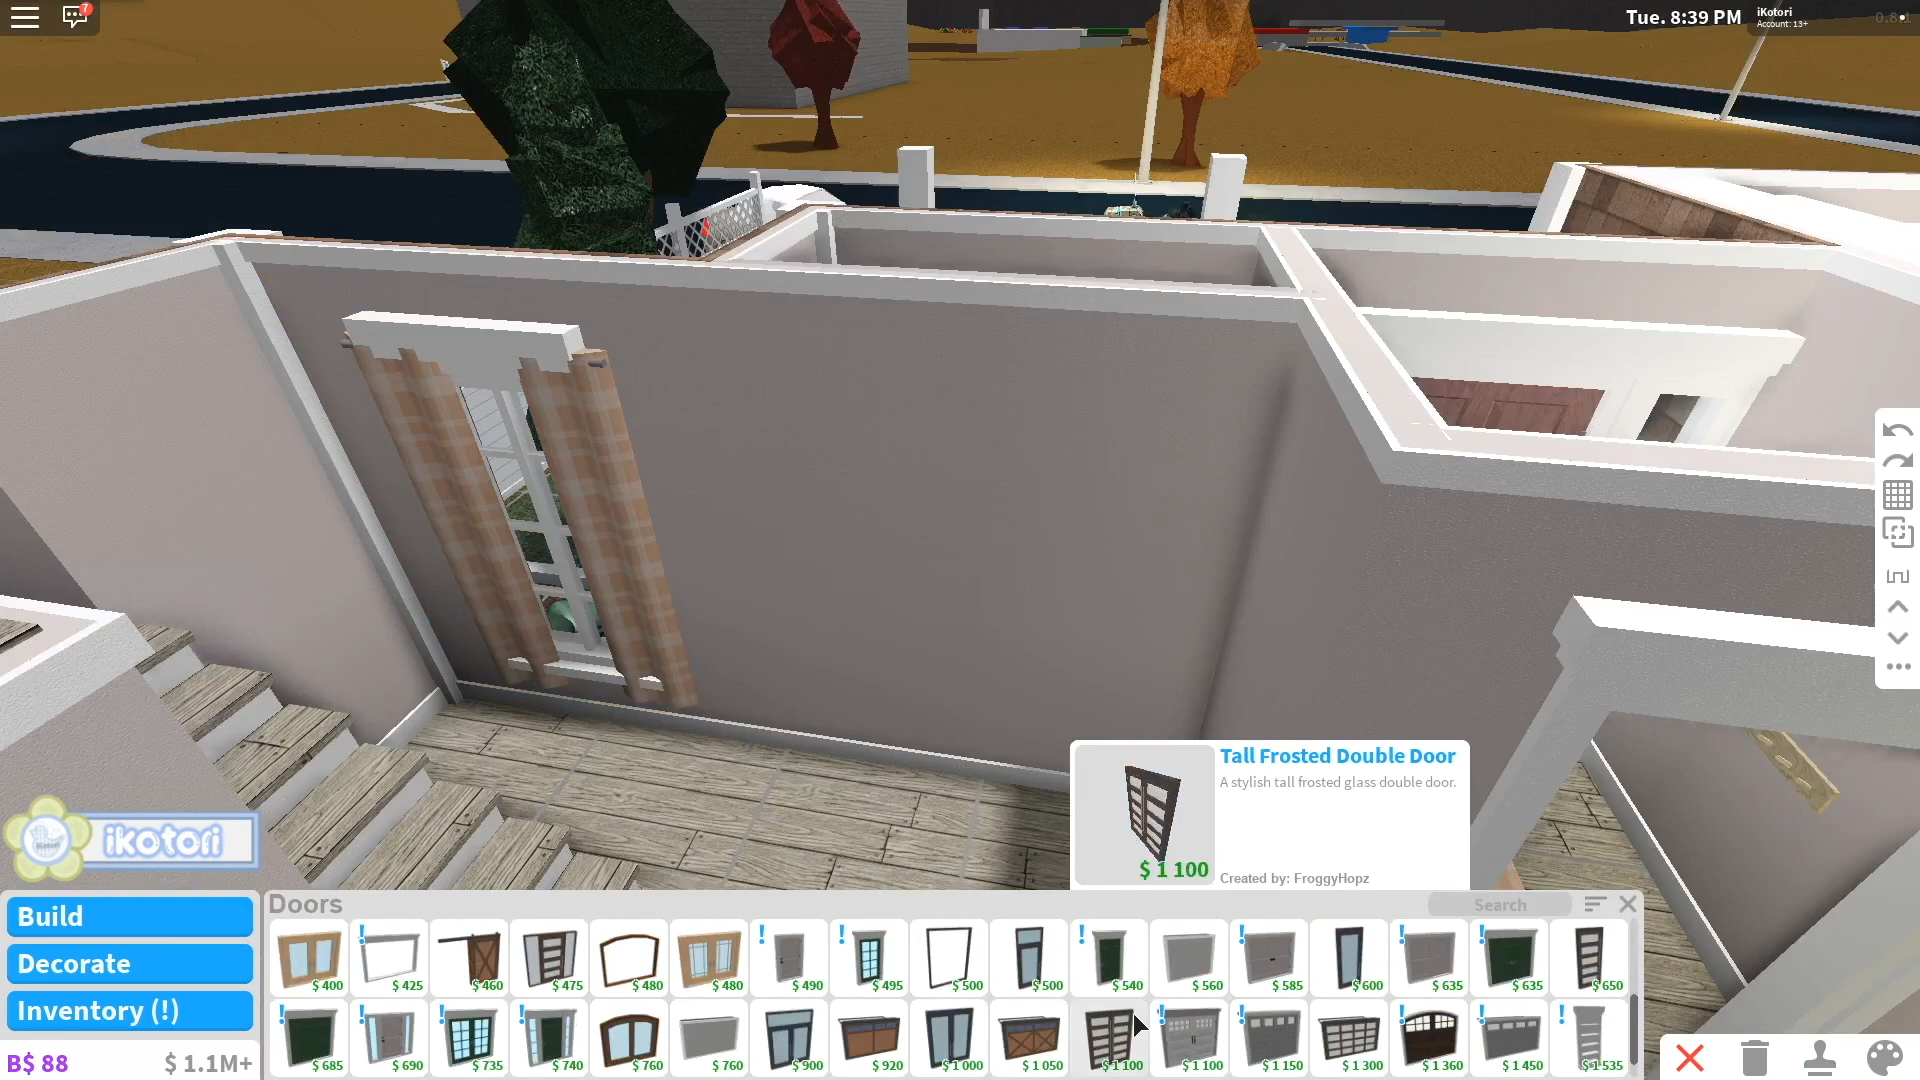 7
Tue. 8:39 PM
iKotori
Account: 13+
Tall Frosted Double Door
A stylish tall frosted glass double door.
$ 1 100
Created by: FroggyHopz
ikotori
Build
Decorate
Inventory (!)
B$ 88
$ 1.1M+
Doors
Search
$ 400
$ 425
$ 460
$ 475
$ 480
$ 480
$ 490
$ 495
$ 500
$ 500
$ 540
$ 560
$ 585
$ 600
$ 635
$ 635
$ 650
$ 685
$ 690
$ 735
$ 740
$ 760
$ 760
$ 900
$ 920
$ 1 000
$ 1 050
$ 1 100
$ 1 100
$ 1 150
$ 1 300
$ 1 360
$ 1 450
$ 1 535